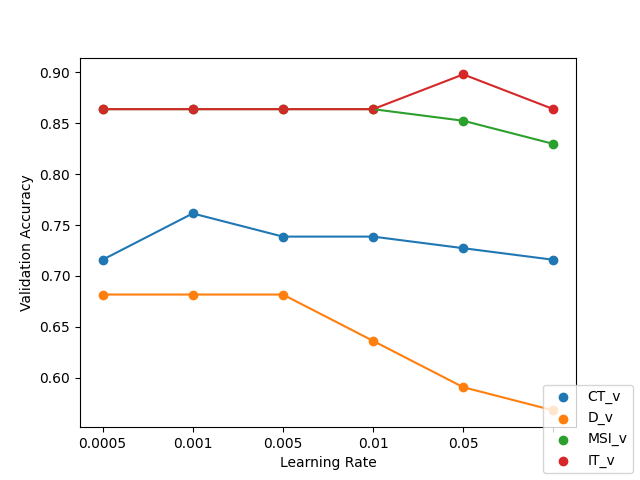 0.90
0.85
0.80
0.75
0.70
0.65
0.60
Validation Accuracy
0.0005 0.001 0.005 0.01 0.05
Learning Rate
CT_v
D_v
MSI_v
IT_v